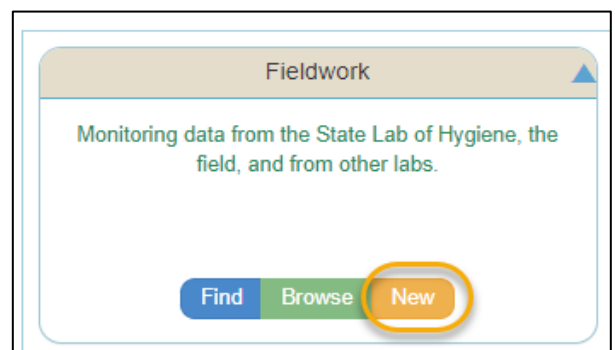 Fieldwork
Monitoring data from the State Lab of Hygiene, the
field, and from other labs.
Find Browse New